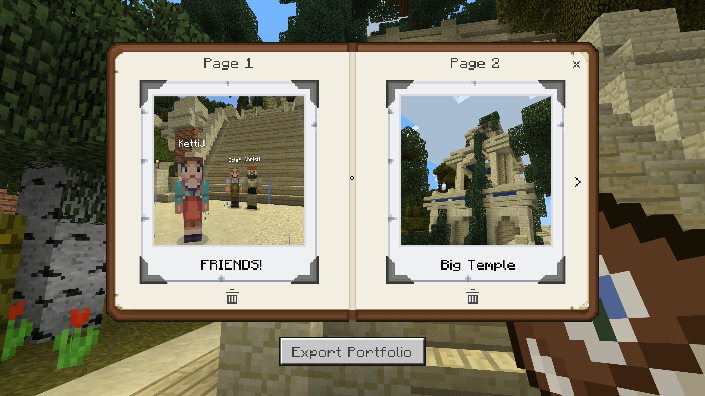 Page 1
Page 2
KettiJ
FRIENDS!
Big Temple
Export Portfolio